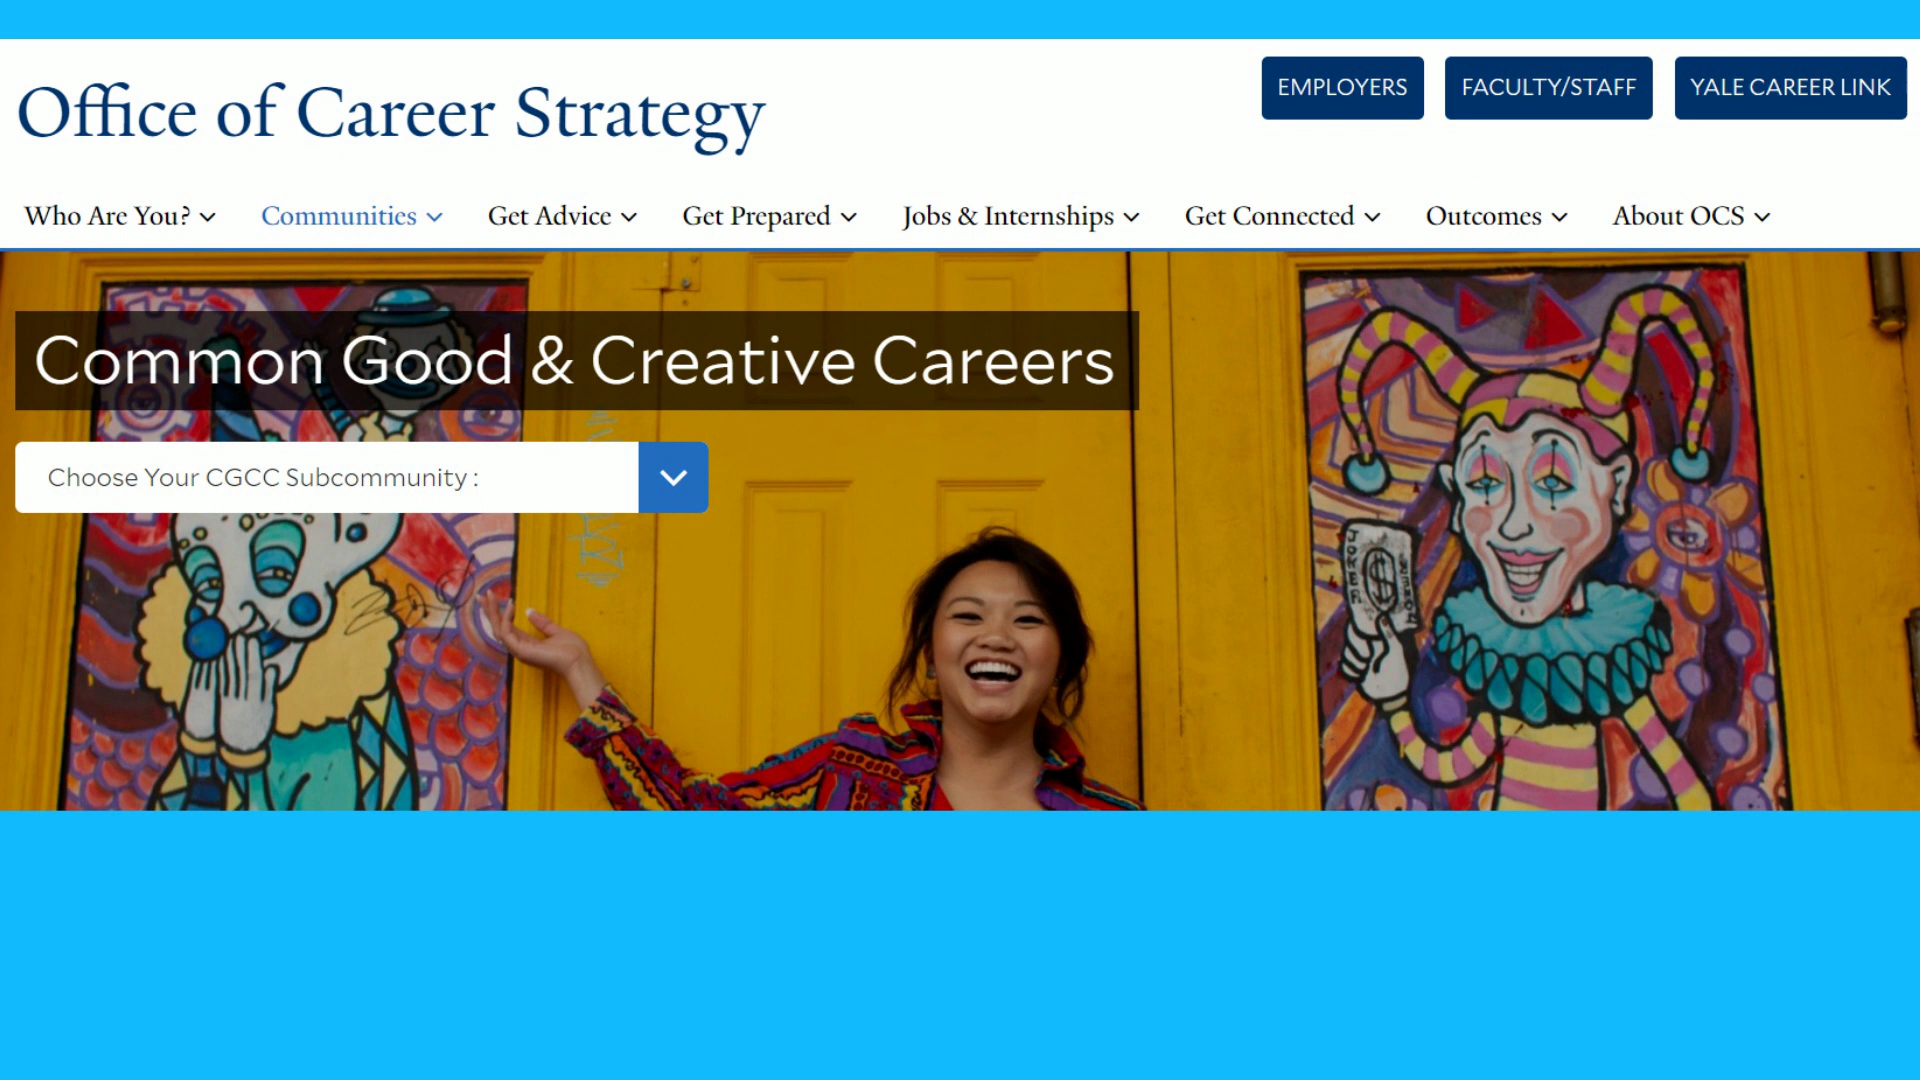 Office of Career Strategy
EMPLOYERS
FACULTY/STAFF
YALE CAREER LINK
Who Are You?
Communities
Get Advice
Get Prepared
Jobs & Internships
Get Connected
Outcomes
About OCS
Common Good & Creative Careers
Choose Your CGCC Subcommunity :
JOKER